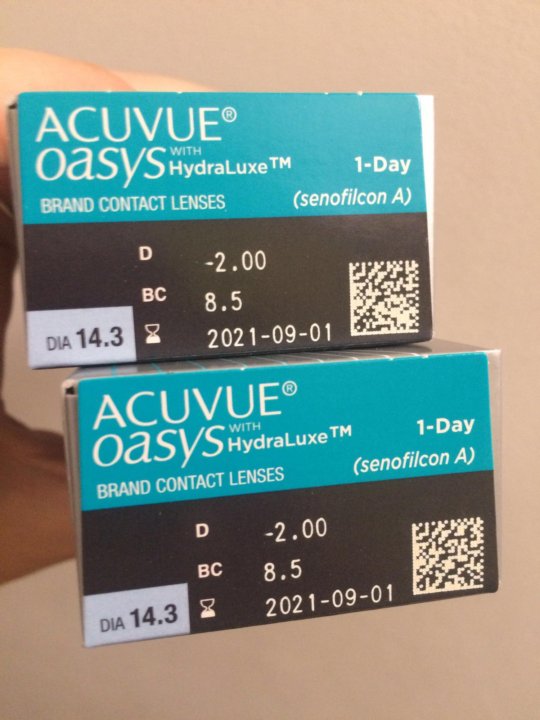 ACUVUE®
oasys WITH HydraLuxe™ 1-Day
BRAND CONTACT LENSES (senofilcon A)
D -2.00
BC 8.5
DIA 14.3 2021-09-01
ACUVUE®
oasys WITH HydraLuxe™ 1-Day
BRAND CONTACT LENSES (senofilcon A)
D -2.00
BC 8.5
DIA 14.3 2021-09-01